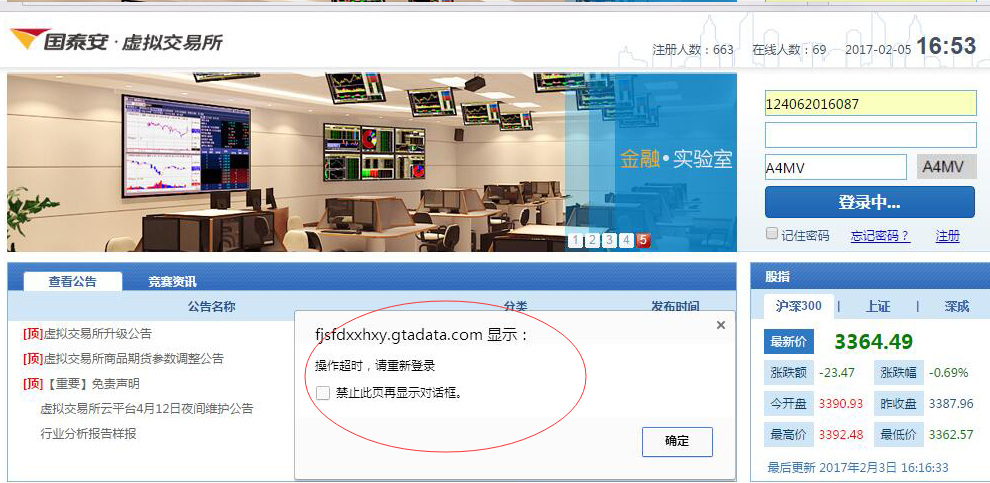 国泰安·虚拟交易所
注册人数：663 在线人数：69 2017-02-05 16:53
124062016087
A4MV A4MV
登录中...
记住密码 忘记密码？ 注册
金融·实验室
1 2 3 4 5
查看公告 竞赛资讯
公告名称 分类 发布时间
[顶]虚拟交易所升级公告
[顶]虚拟交易所商品期货参数调整公告
[顶]【重要】免责声明
虚拟交易所云平台4月12日夜间维护公告
行业分析报告样报
fjsfdxxhxy.gtadata.com 显示：
×
操作超时，请重新登录
禁止此页再显示对话框。
确定
股指
沪深300 | 上证 | 深成
最新价 3364.49
涨跌额 -23.47 涨跌幅 -0.69%
今开盘 3390.93 昨收盘 3387.96
最高价 3392.48 最低价 3362.57
最后更新 2017年2月3日 16:16:33